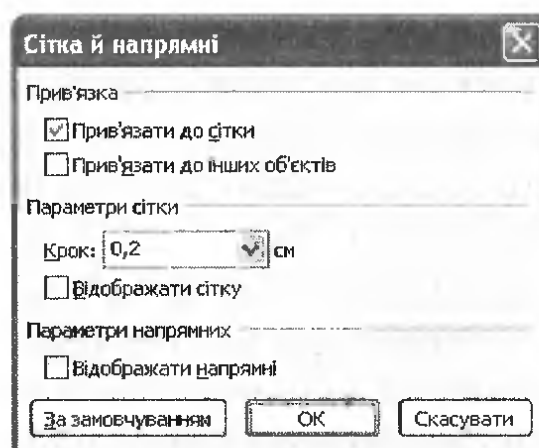 Сітка й напрямні
Прив'язка
Прив'язати до сітки
Прив'язати до інших об'єктів
Параметри сітки
Крок: 0,2 см
Відображати сітку
Параметри напрямних
Відображати напрямні
За замовчуванням ОК Скасувати